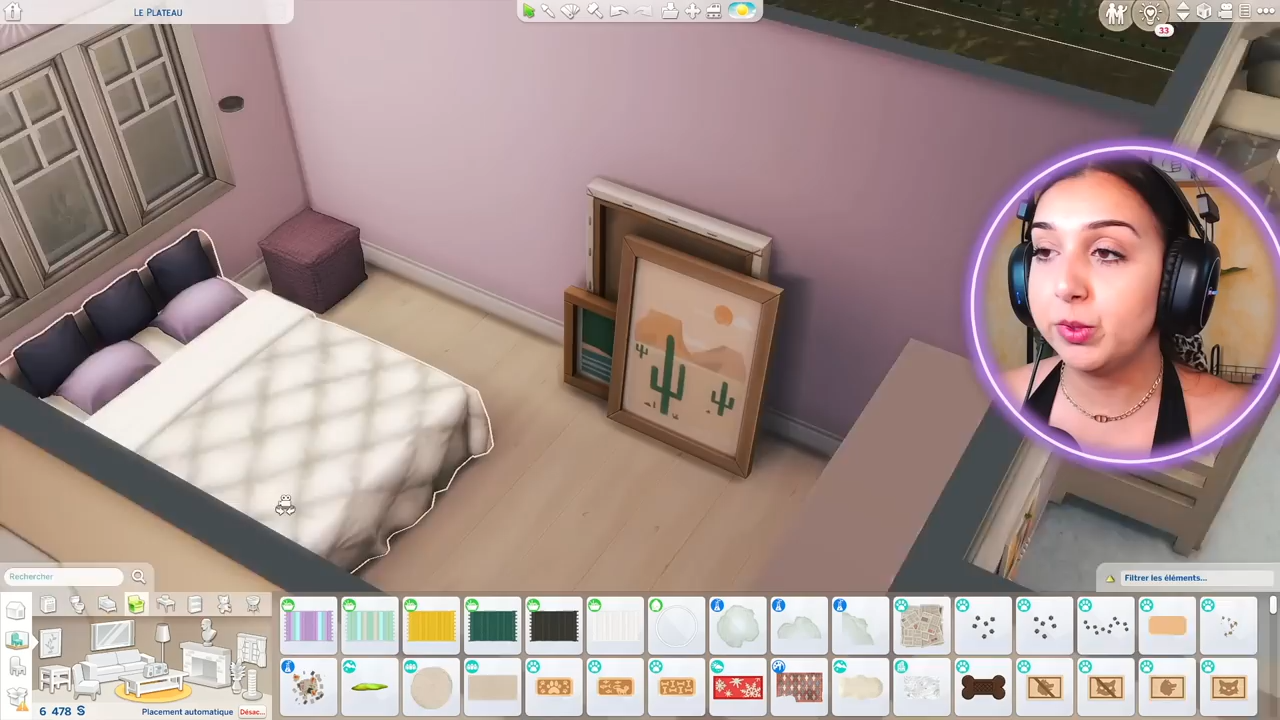 LE PLATEAU
33
Rechercher
Filtrer les éléments...
6 478 $
Placement automatique
Désac...